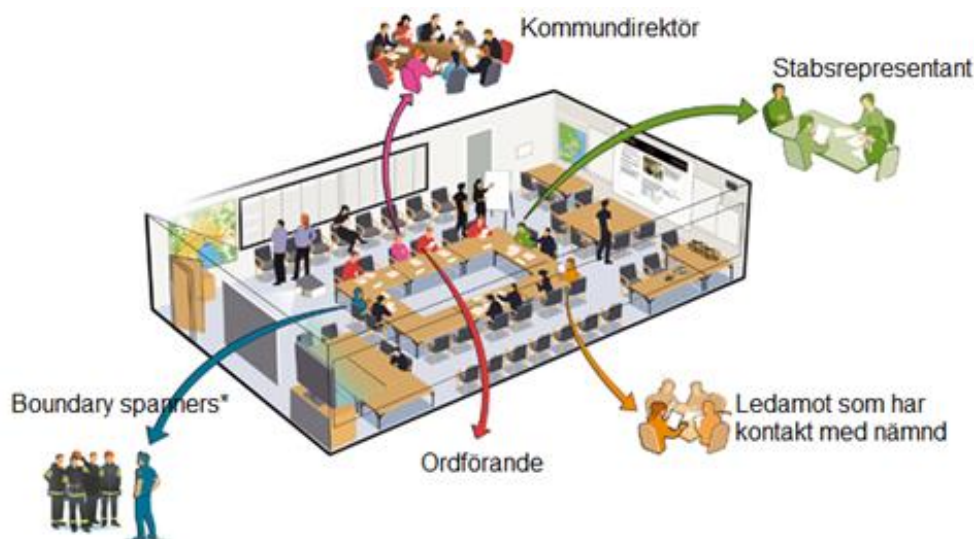 Kommundirektör
Stabsrepresentant
Boundary spanners*
Ordförande
Ledamot som har
kontakt med nämnd